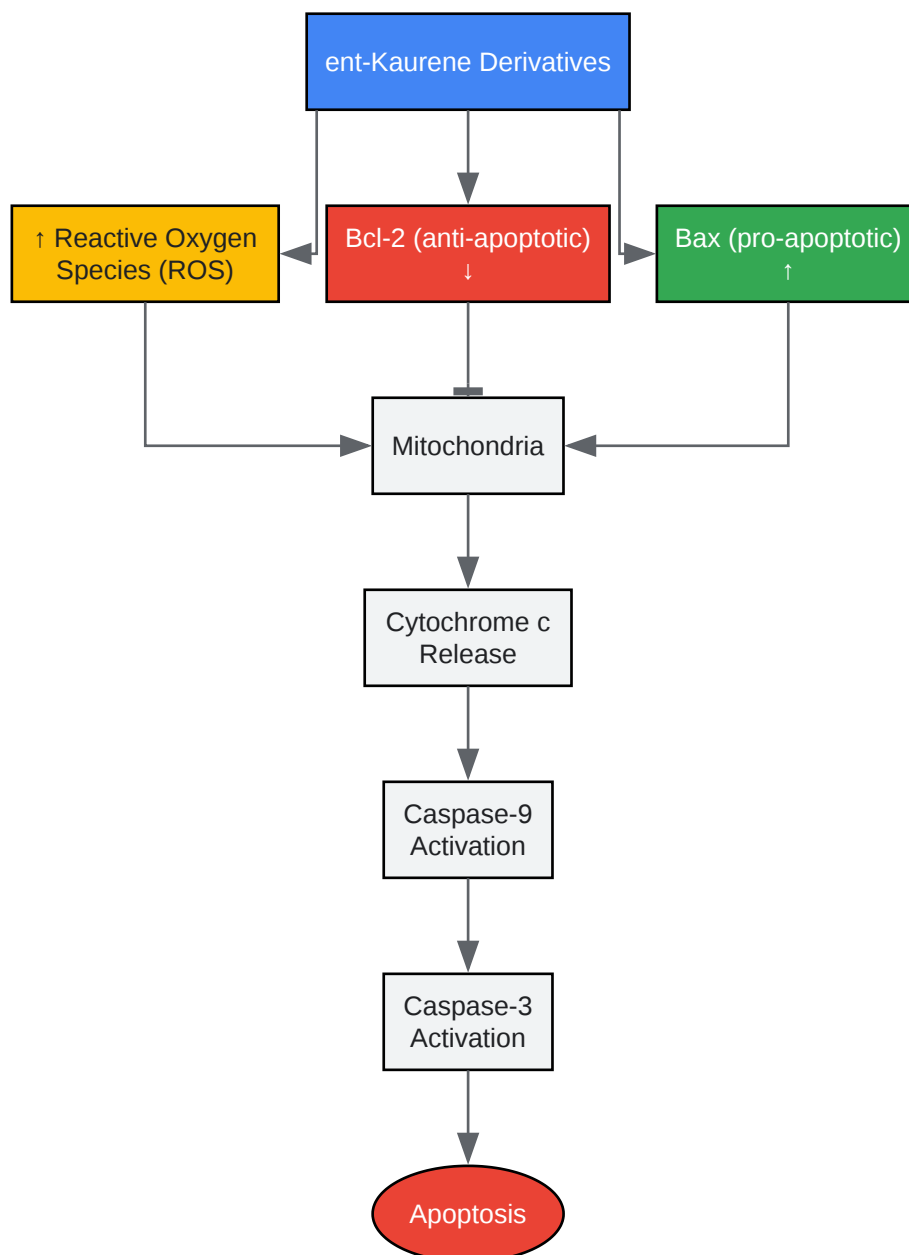 ent-Kaurene Derivatives
↑ Reactive Oxygen
Species (ROS)
Bcl-2 (anti-apoptotic)
↓
Bax (pro-apoptotic)
↑
Mitochondria
Cytochrome c
Release
Caspase-9
Activation
Caspase-3
Activation
Apoptosis